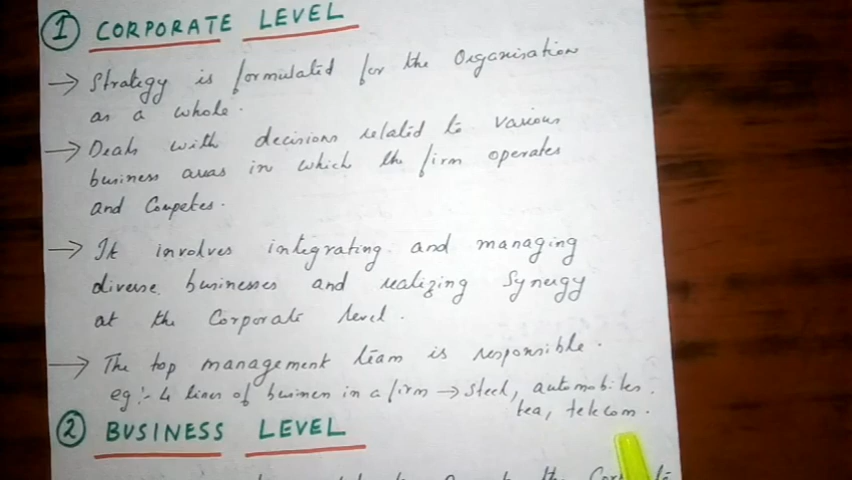 ① CORPORATE LEVEL
→ Strategy is formulated for the Organisation
as a whole.
→ Deals with decisions related to various
business areas in which the firm operates
and Competes.
→ It involves integrating and managing
diverse businesses and realizing Synergy
at the Corporate level.
→ The top management team is responsible.
eg:- 4 lines of business in a firm → Steel, automobiles,
tea, telecom.
② BUSINESS LEVEL
the